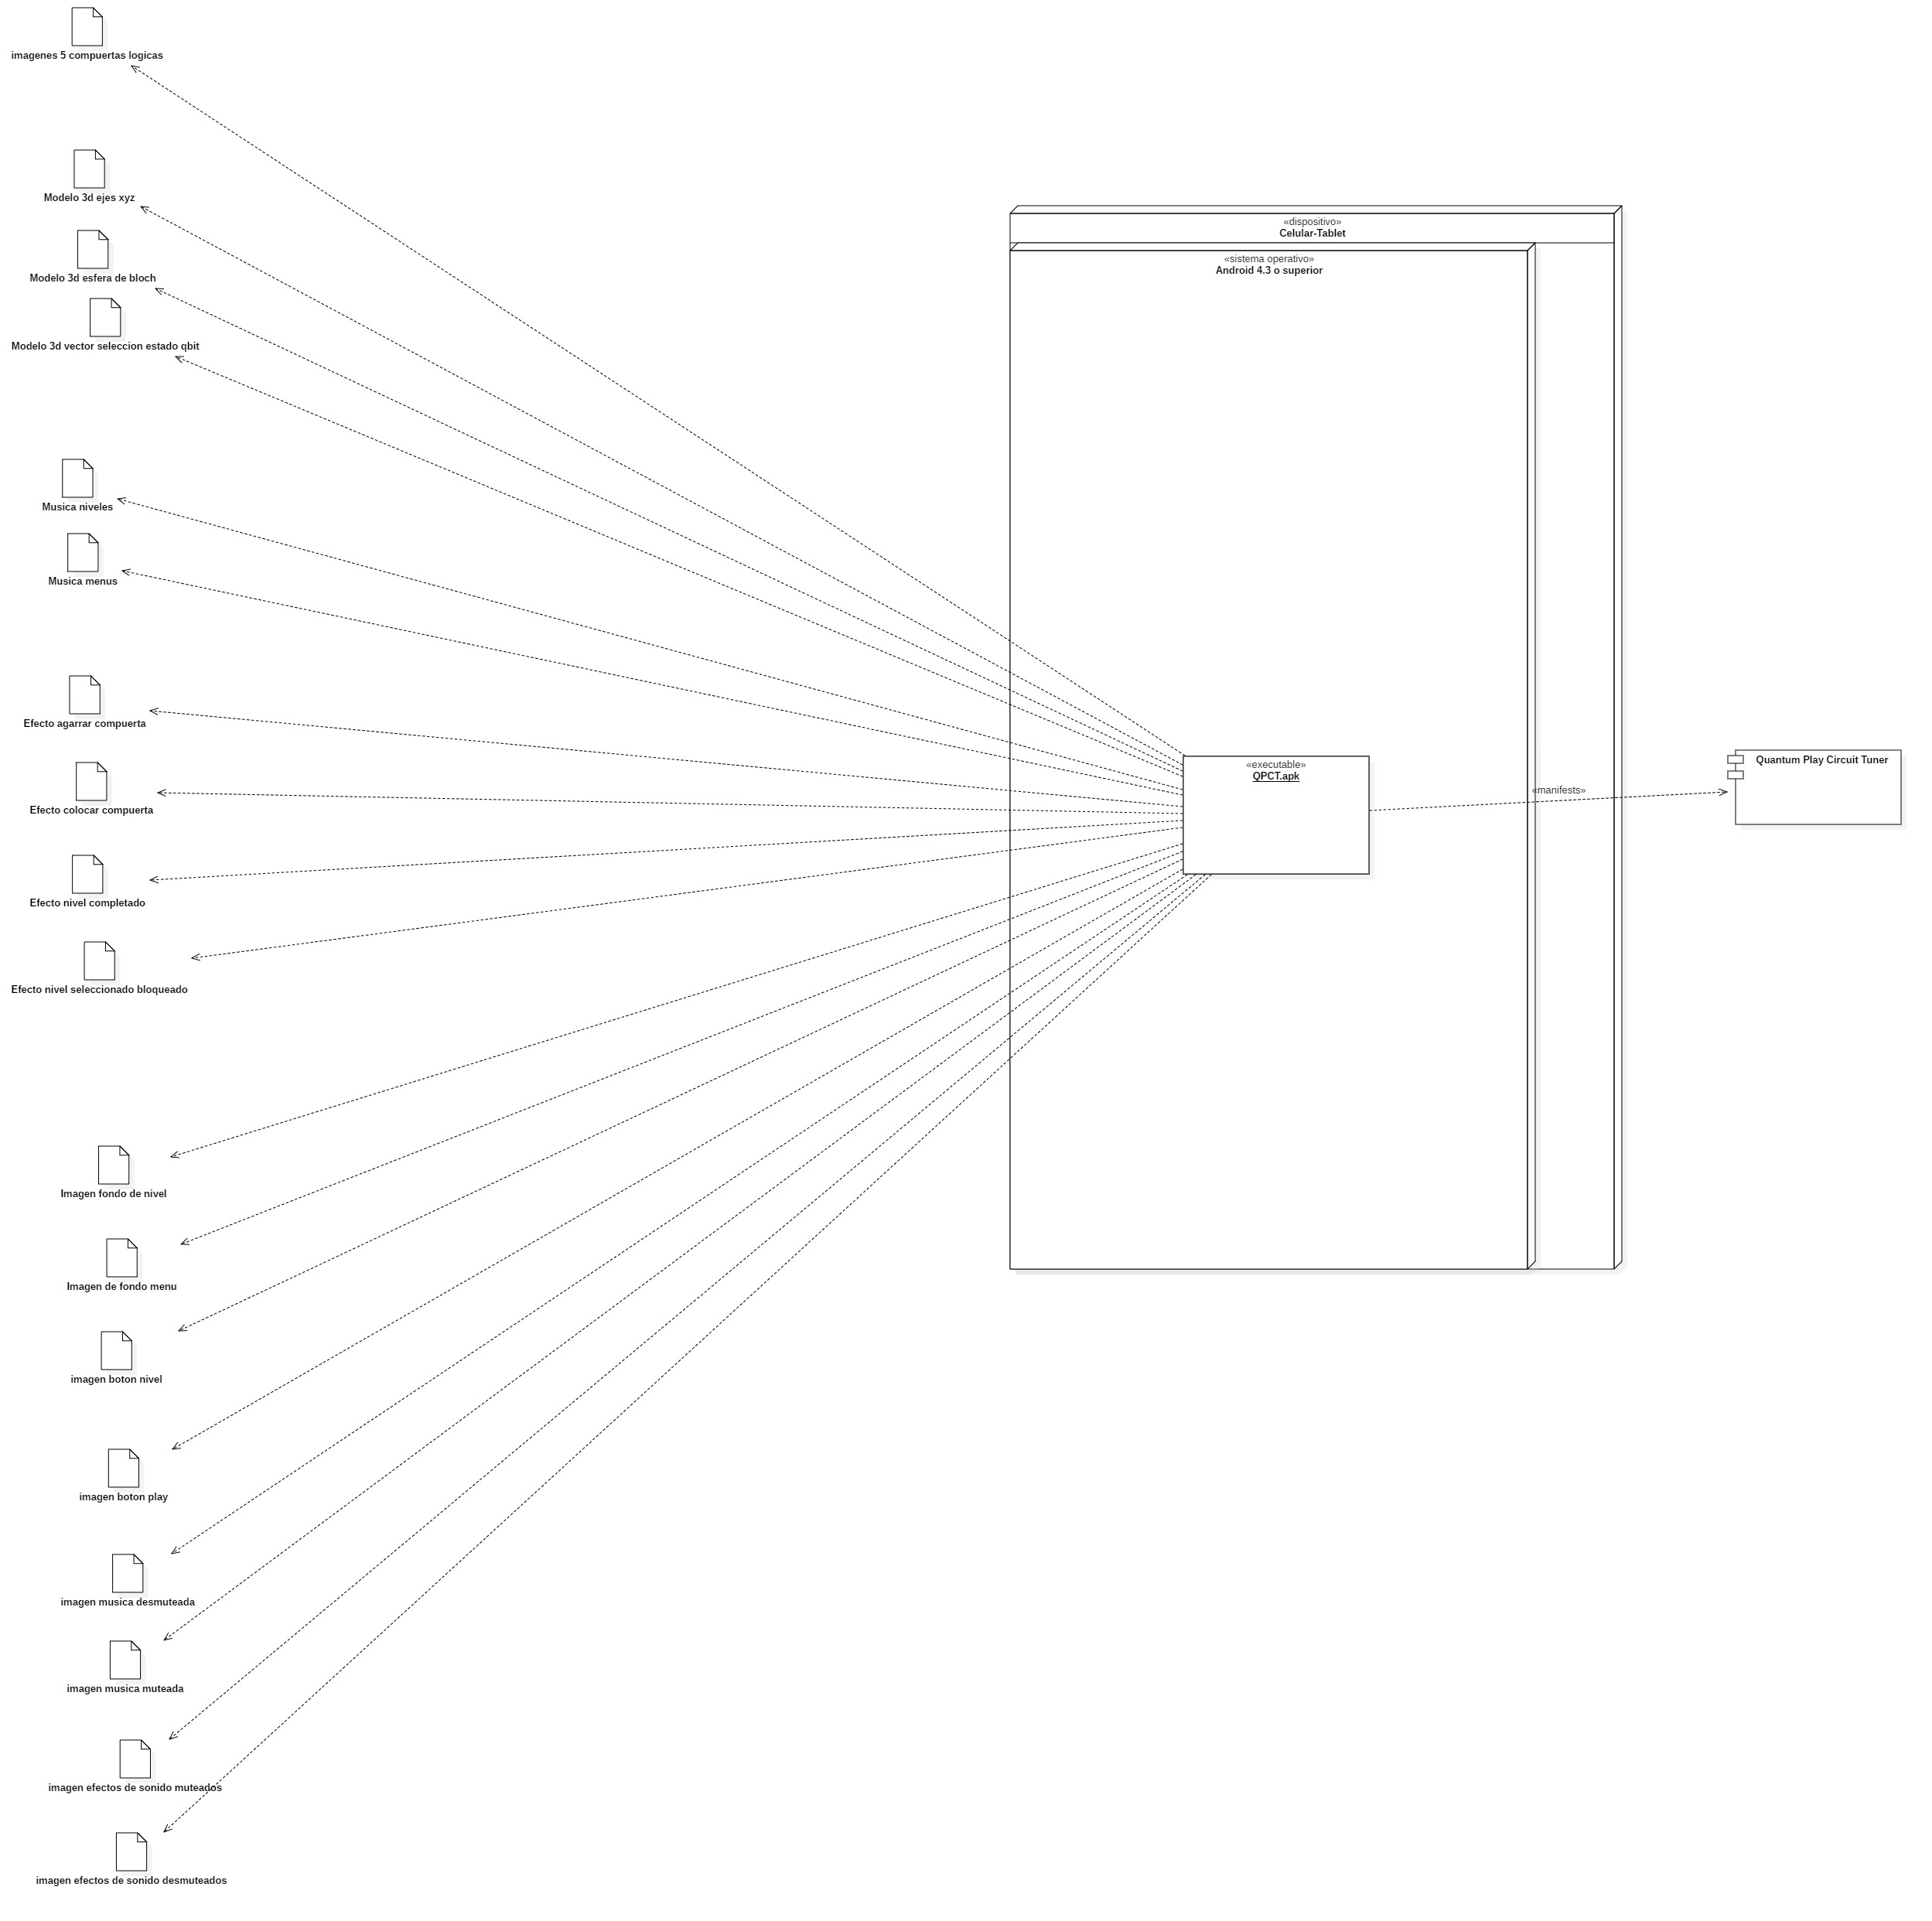 imagenes 5 compuertas logicas
Modelo 3d ejes xyz
Modelo 3d esfera de bloch
Modelo 3d vector seleccion estado qbit
Musica niveles
Musica menus
Efecto agarrar compuerta
Efecto colocar compuerta
Efecto nivel completado
Efecto nivel seleccionado bloqueado
Imagen fondo de nivel
Imagen de fondo menu
imagen boton nivel
imagen boton play
imagen musica desmuteada
imagen musica muteada
imagen efectos de sonido muteados
imagen efectos de sonido desmuteados
«dispositivo»
Celular-Tablet
«sistema operativo»
Android 4.3 o superior
«executable»
QPCT.apk
«manifests»
Quantum Play Circuit Tuner